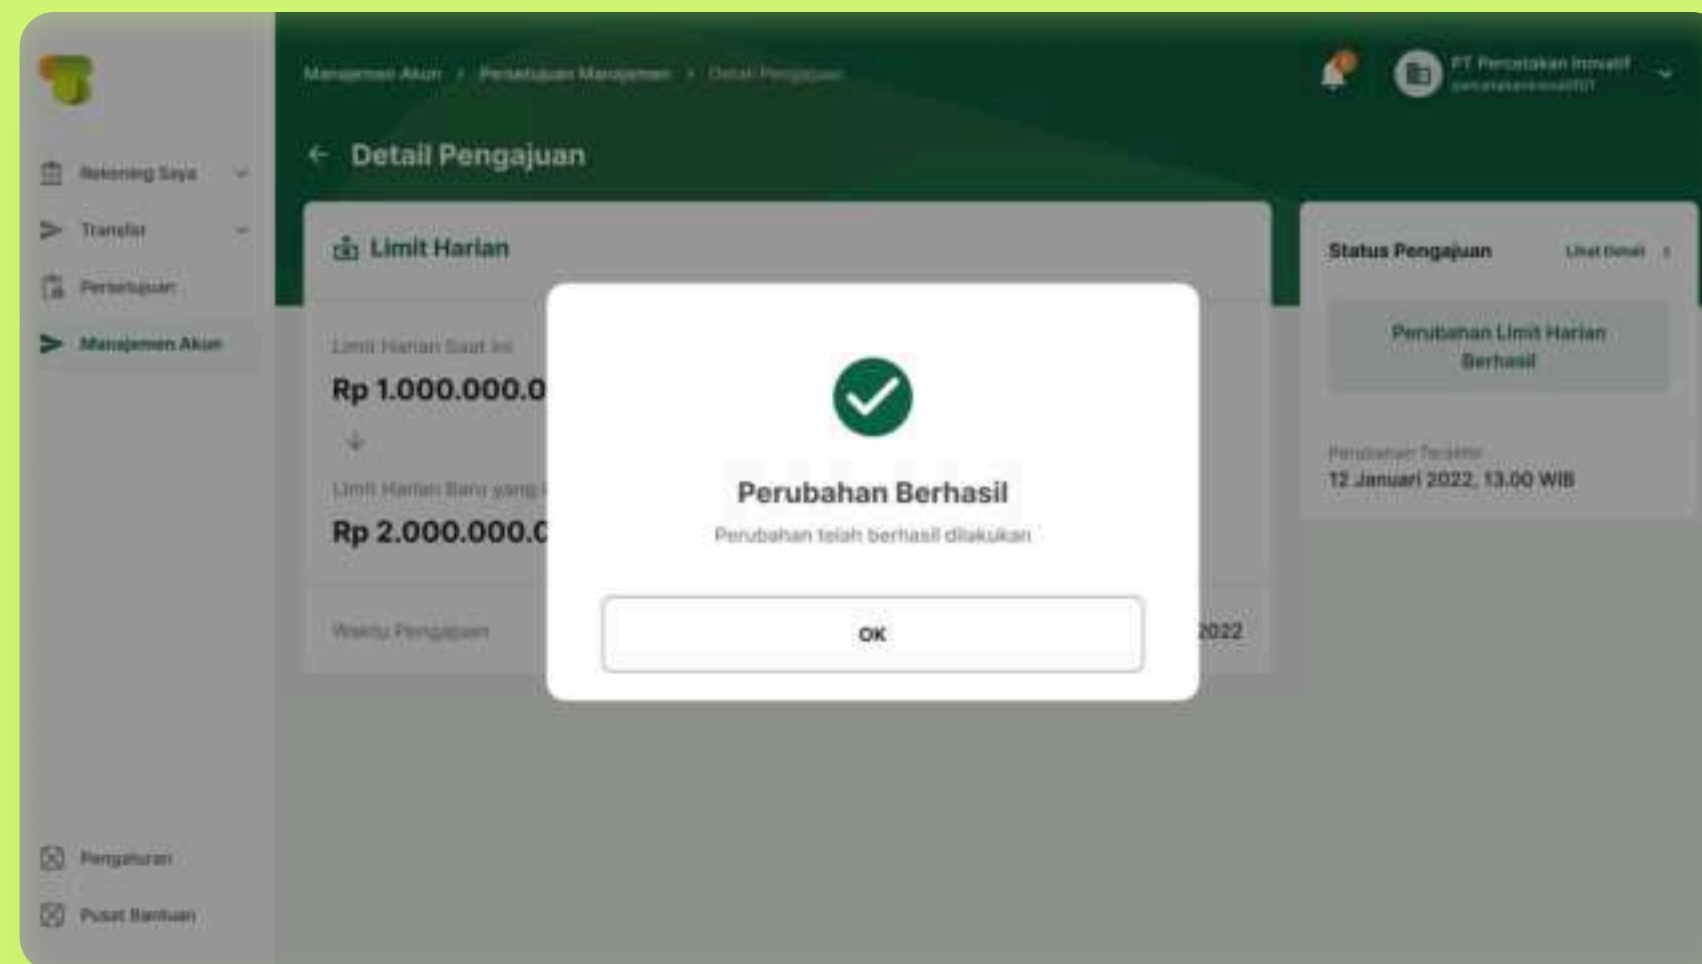 Manajemen Akun > Persetujuan Manajemen > Detail Pengajuan
PT Percetakan Inovatif
Rekening Saya
Transfer
Persetujuan
Manajemen Akun
Pengaturan
Pusat Bantuan
← Detail Pengajuan
Limit Harian
Limit Harian Saat Ini
Rp 1.000.000.0
Limit Harian Baru yang
Rp 2.000.000.0
Waktu Pengajuan
2022
Perubahan Berhasil
Perubahan telah berhasil dilakukan
OK
Status Pengajuan
Lihat Detail >
Perubahan Limit Harian
Berhasil
Perubahan Terakhir
12 Januari 2022, 13.00 WIB